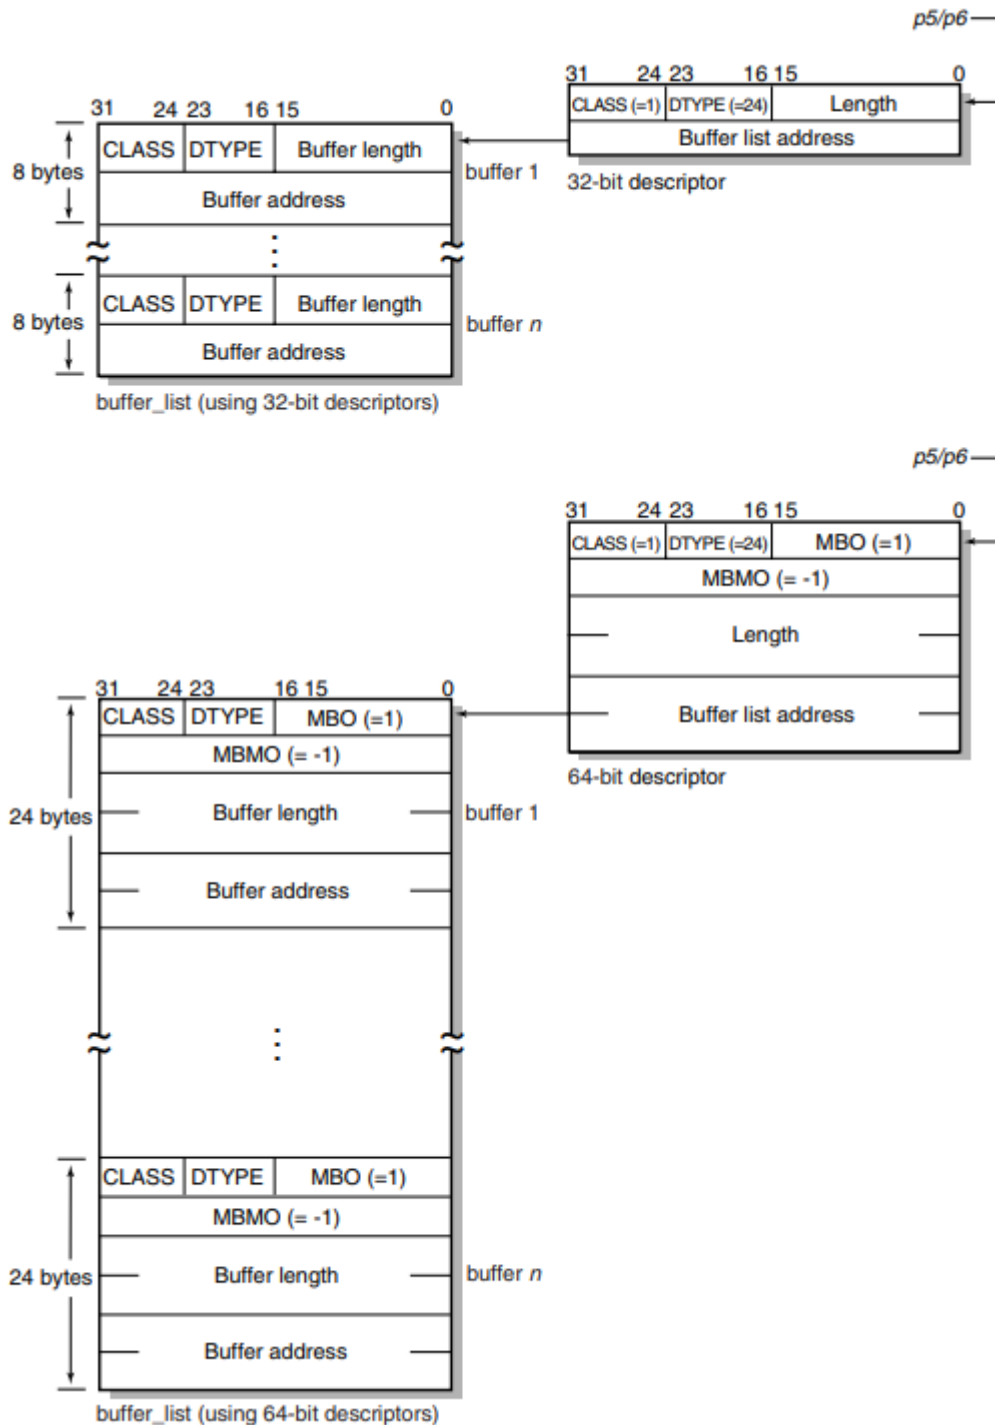 p5/p6
31 24 23 16 15 0
CLASS (=1) DTYPE (=24) Length
Buffer list address
32-bit descriptor
31 24 23 16 15 0
8 bytes
CLASS DTYPE Buffer length
buffer 1
Buffer address
8 bytes
CLASS DTYPE Buffer length
buffer n
Buffer address
buffer_list (using 32-bit descriptors)
p5/p6
31 24 23 16 15 0
CLASS (=1) DTYPE (=24) MBO (=1)
MBMO (= -1)
Length
Buffer list address
64-bit descriptor
31 24 23 16 15 0
CLASS DTYPE MBO (=1)
MBMO (= -1)
24 bytes
Buffer length
buffer 1
Buffer address
CLASS DTYPE MBO (=1)
MBMO (= -1)
24 bytes
Buffer length
buffer n
Buffer address
buffer_list (using 64-bit descriptors)